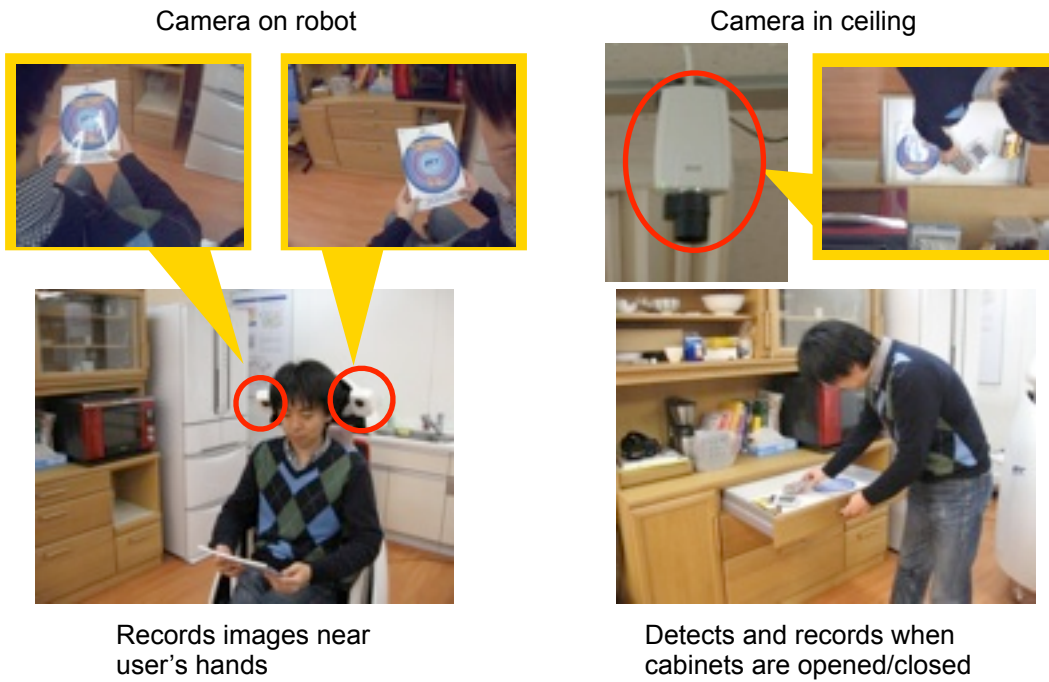 Camera on robot
Camera in ceiling
Records images near
user's hands
Detects and records when
cabinets are opened/closed